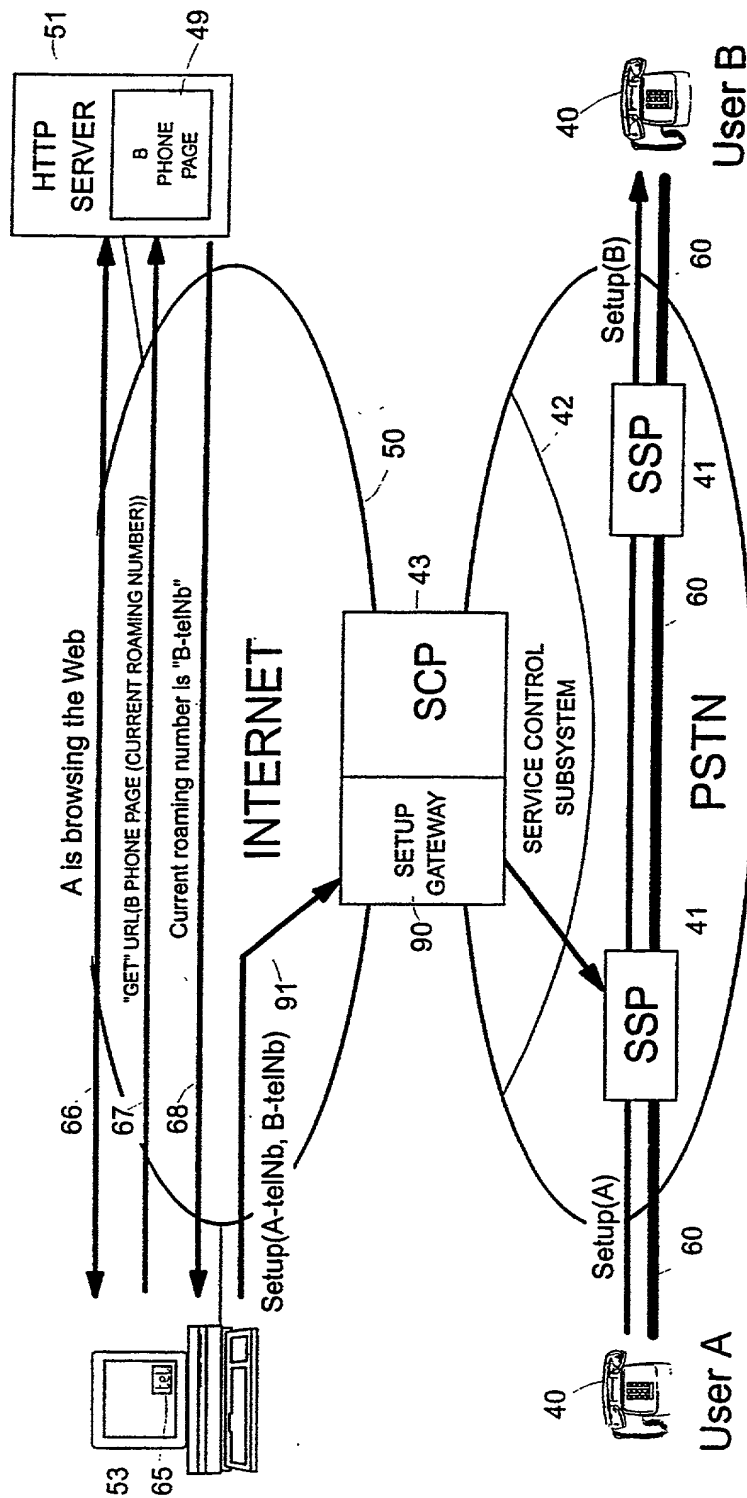 A is browsing the Web
66
"GET" URL(B PHONE PAGE (CURRENT ROAMING NUMBER))
67
Current roaming number is "B-telNb"
68
HTTP
SERVER
51
B
PHONE
PAGE
49
53
65
tel
INTERNET
50
91
Setup(A-telNb, B-telNb)
SETUP
GATEWAY
90
SCP
43
SERVICE CONTROL
SUBSYSTEM
42
Setup(A)
Setup(B)
SSP
41
SSP
41
60
60
60
PSTN
40
User A
40
User B